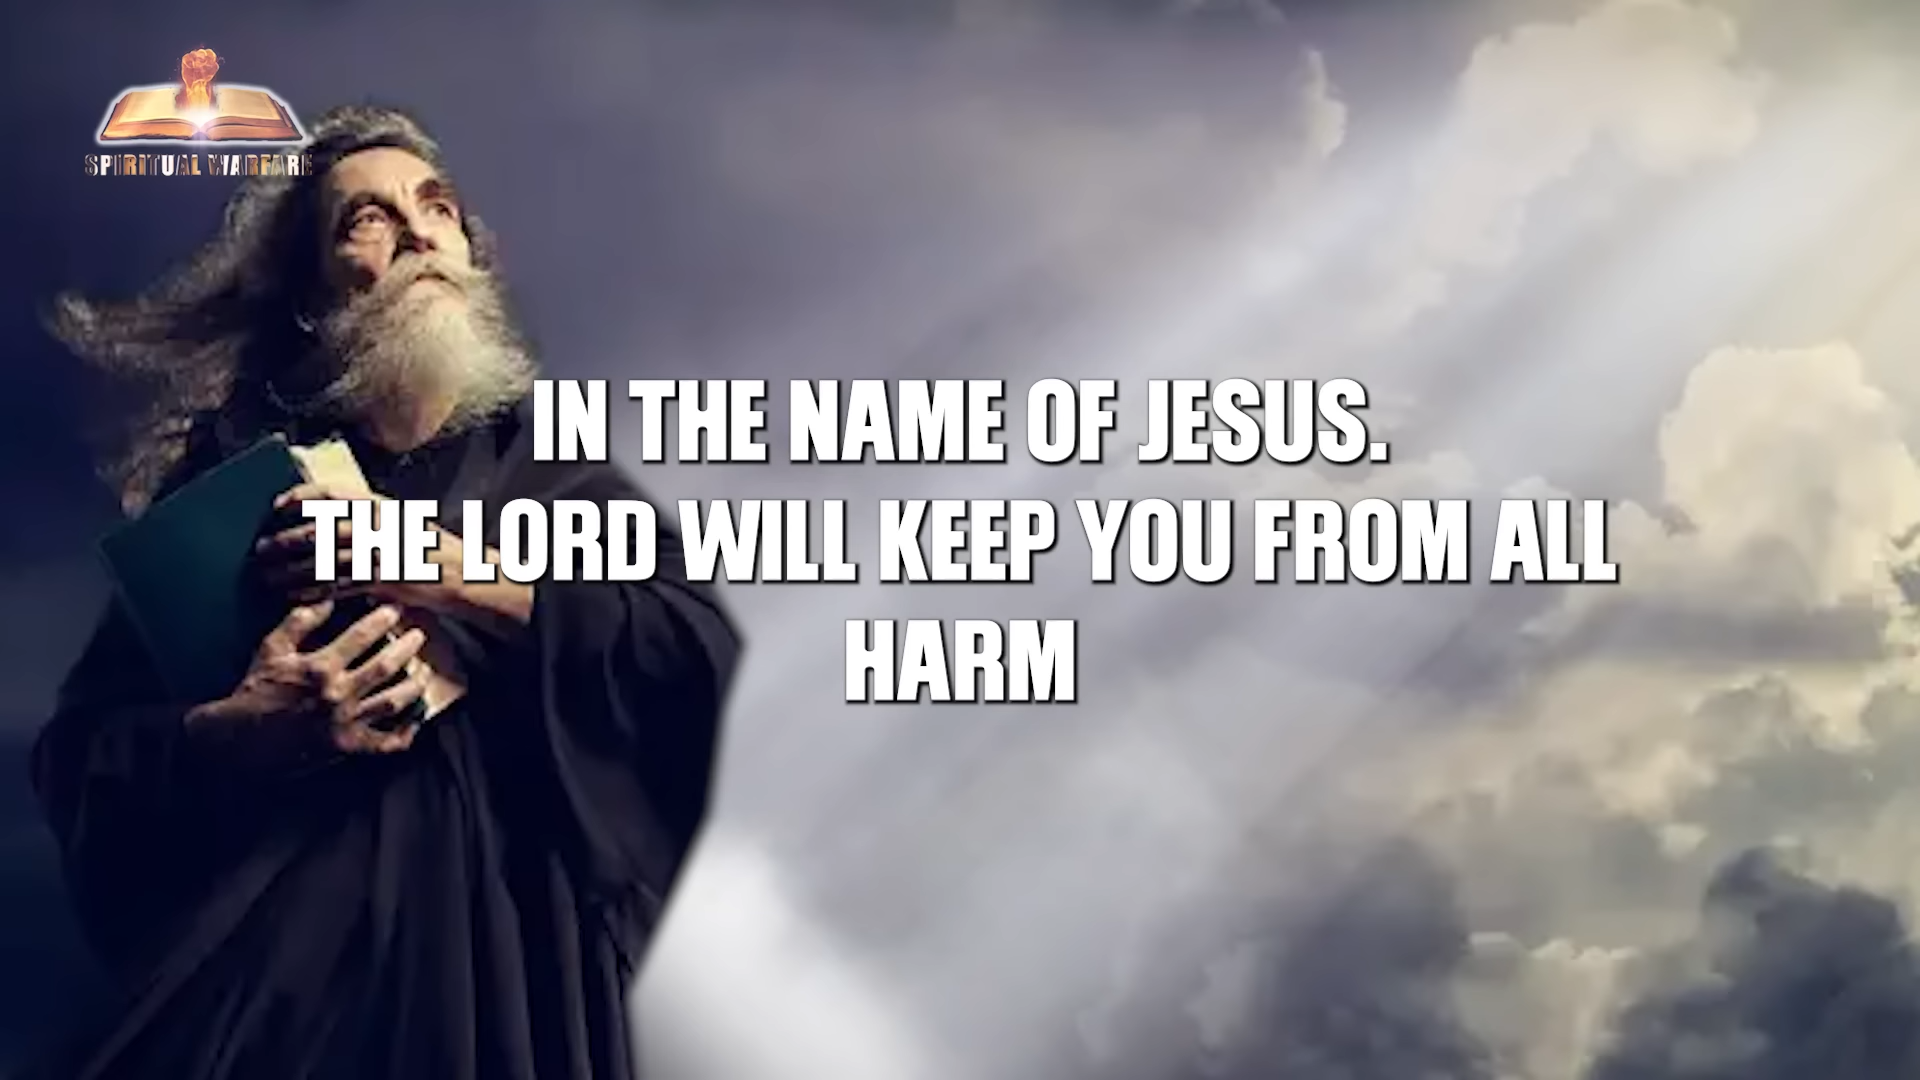 SPIRITUAL WARFARE
IN THE NAME OF JESUS.
THE LORD WILL KEEP YOU FROM ALL
HARM